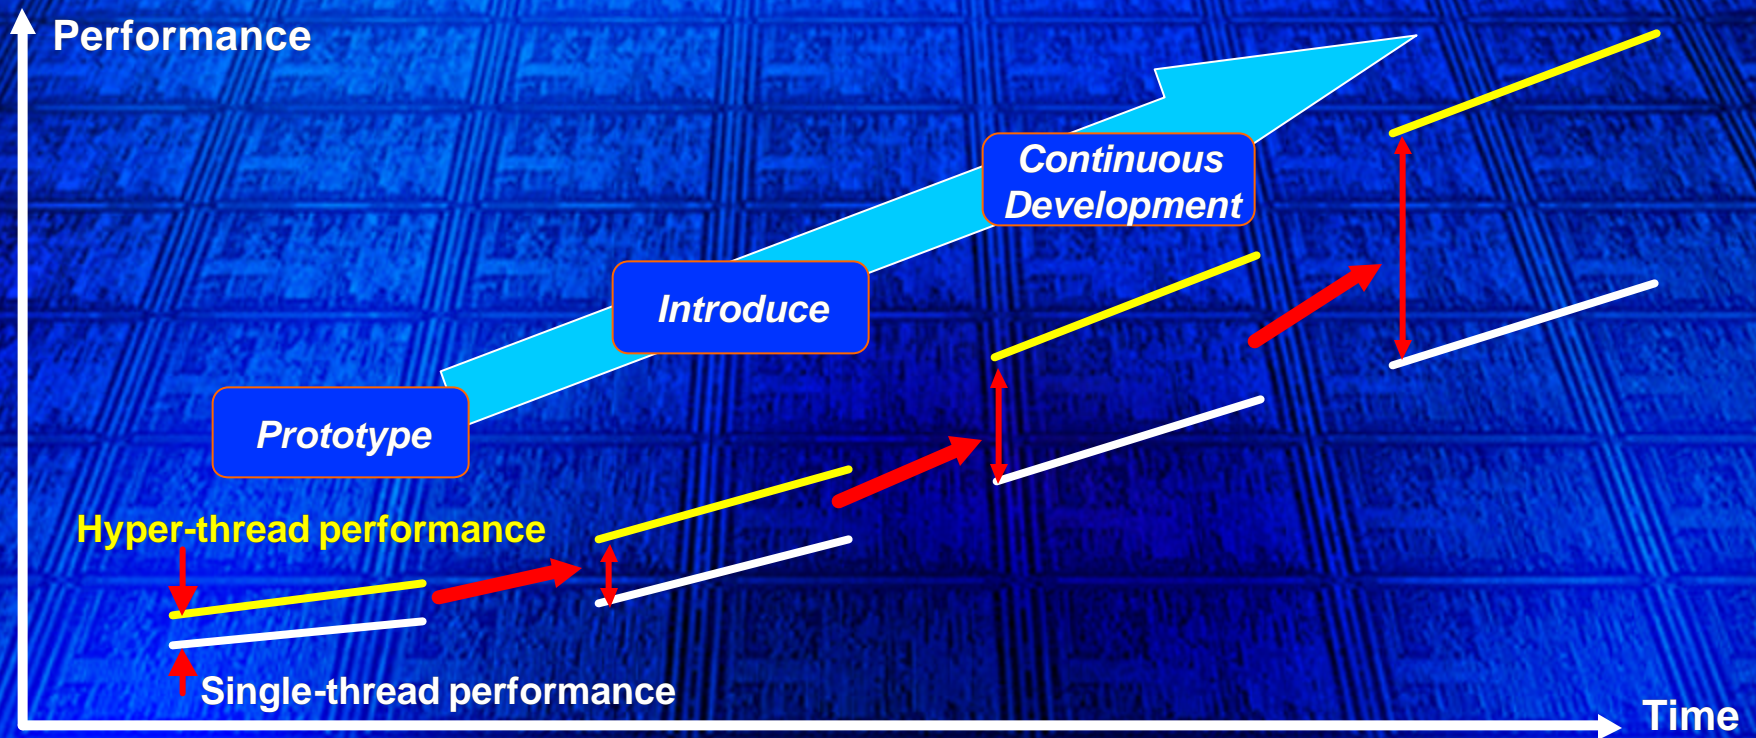 Performance
Continuous
Development
Introduce
Prototype
Hyper-thread performance
Single-thread performance
Time